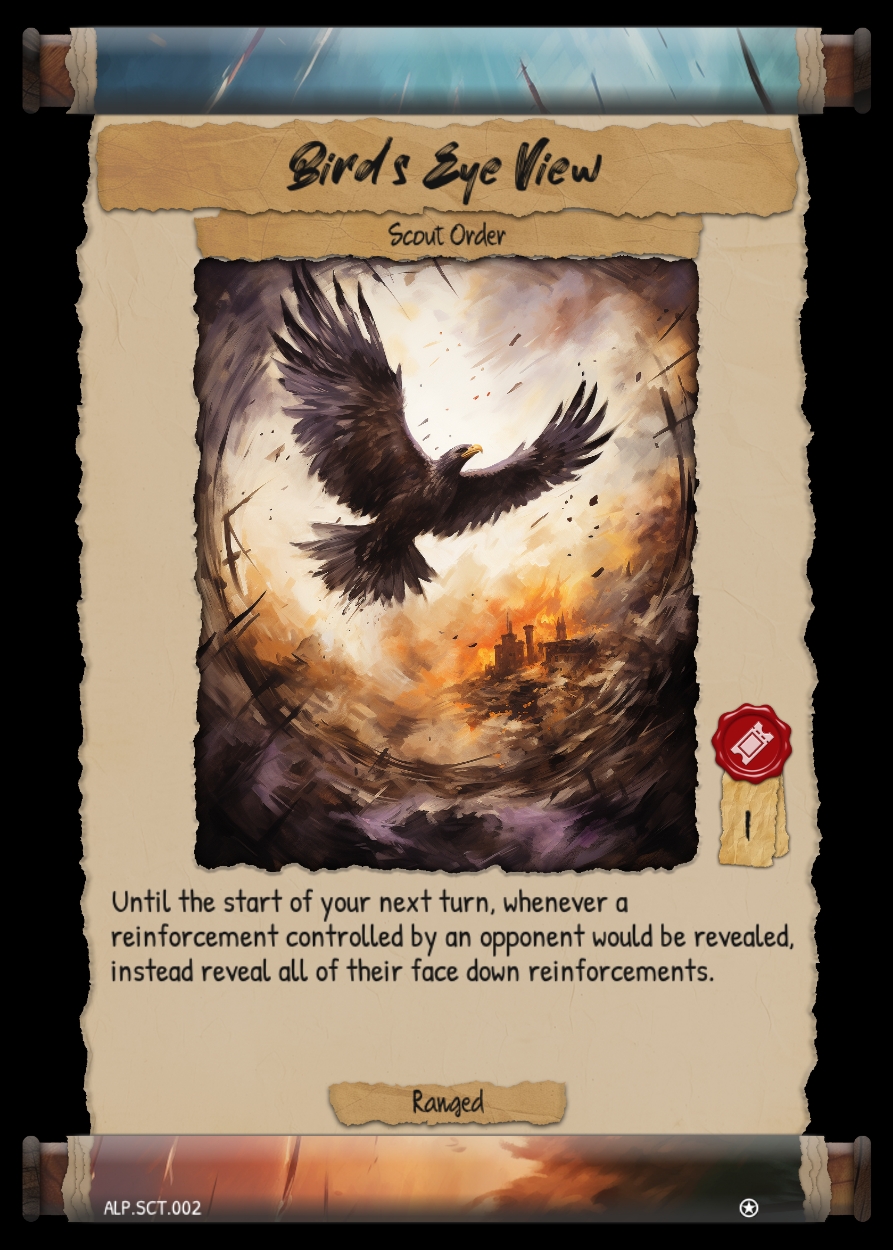 Bird's Eye View
Scout Order
1
Until the start of your next turn, whenever a
reinforcement controlled by an opponent would be revealed,
instead reveal all of their face down reinforcements.
Ranged
ALP.SCT.002